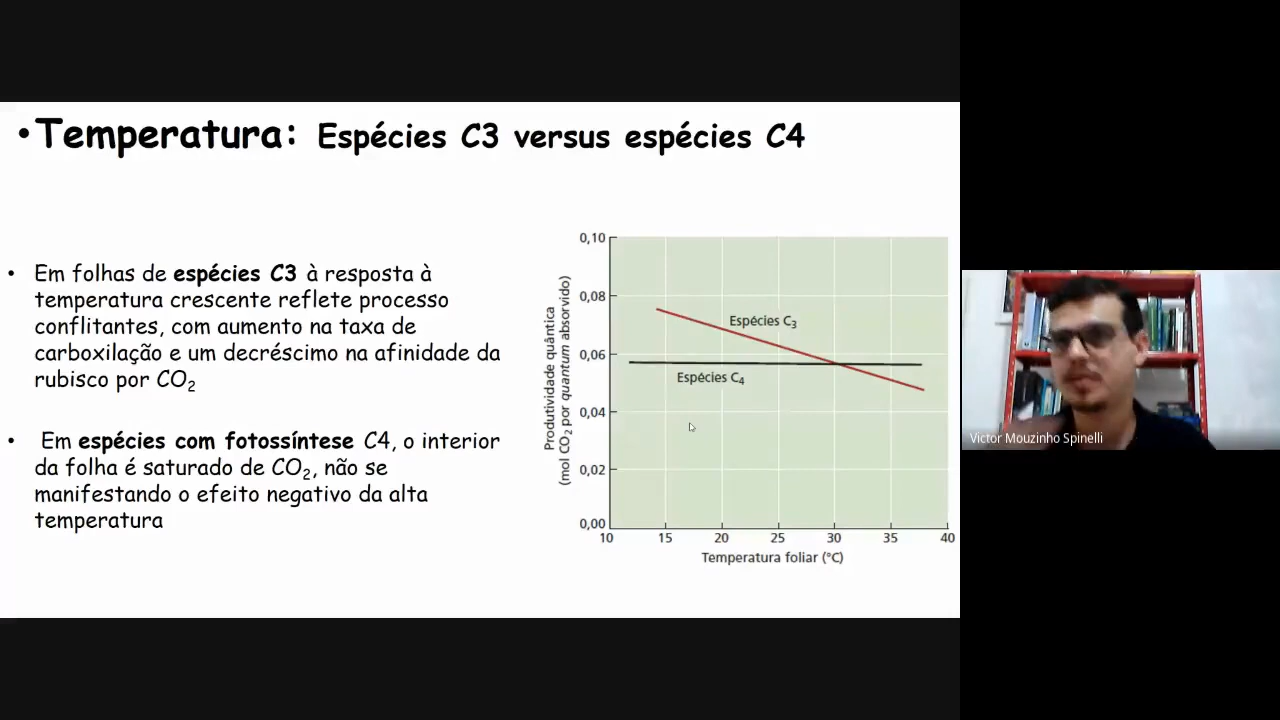 •Temperatura: Espécies C3 versus espécies C4
• Em folhas de espécies C3 à resposta à
temperatura crescente reflete processo
conflitantes, com aumento na taxa de
carboxilação e um decréscimo na afinidade da
rubisco por CO₂
• Em espécies com fotossíntese C4, o interior
da folha é saturado de CO₂, não se
manifestando o efeito negativo da alta
temperatura
Produtividade quântica
(mol CO₂ por quantum absorvido)
0,10
0,08
0,06
0,04
0,02
0,00
Espécies C₃
Espécies C₄
10 15 20 25 30 35 40
Temperatura foliar (°C)
Victor Mouzinho Spinelli